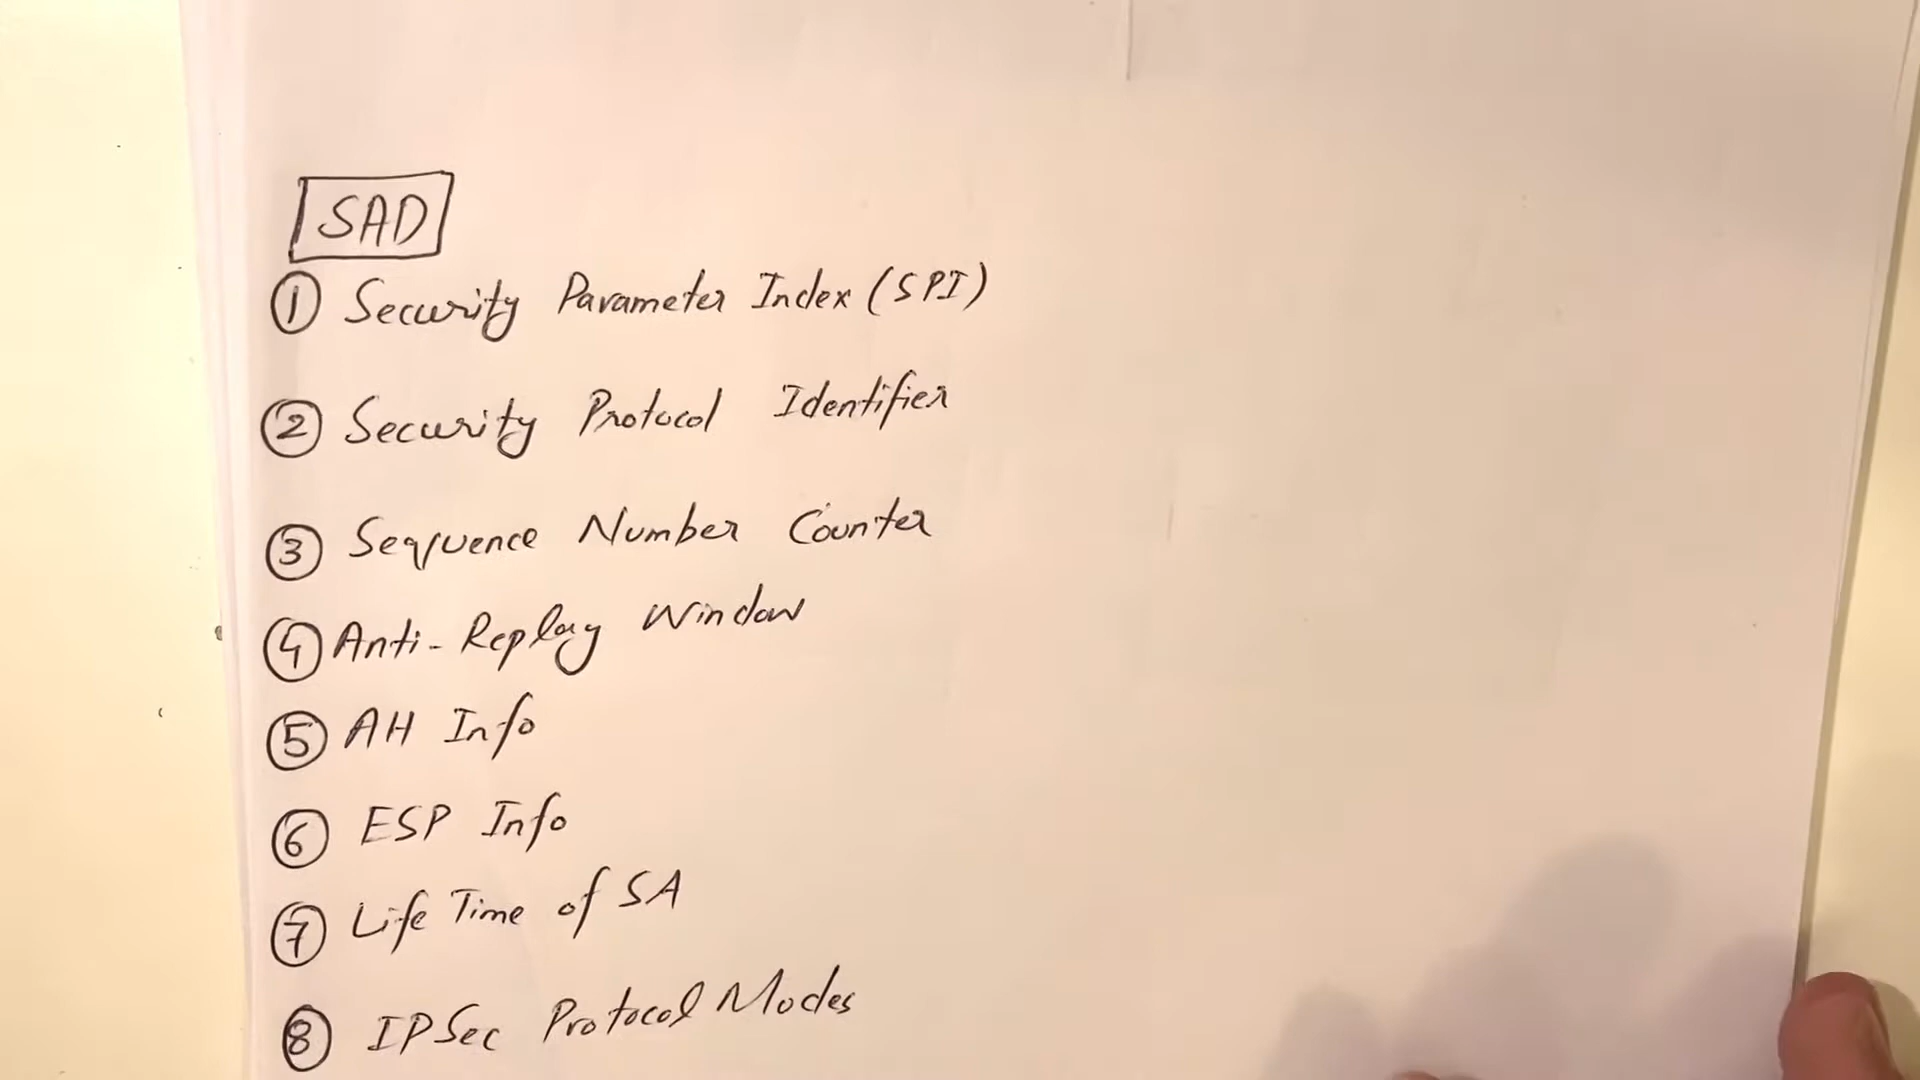 SAD
① Security Parameter Index (SPI)
② Security Protocol Identifier
③ Sequence Number Counter
④ Anti-Replay Window
⑤ AH Info
⑥ ESP Info
⑦ Life Time of SA
⑧ IPSec Protocol Modes